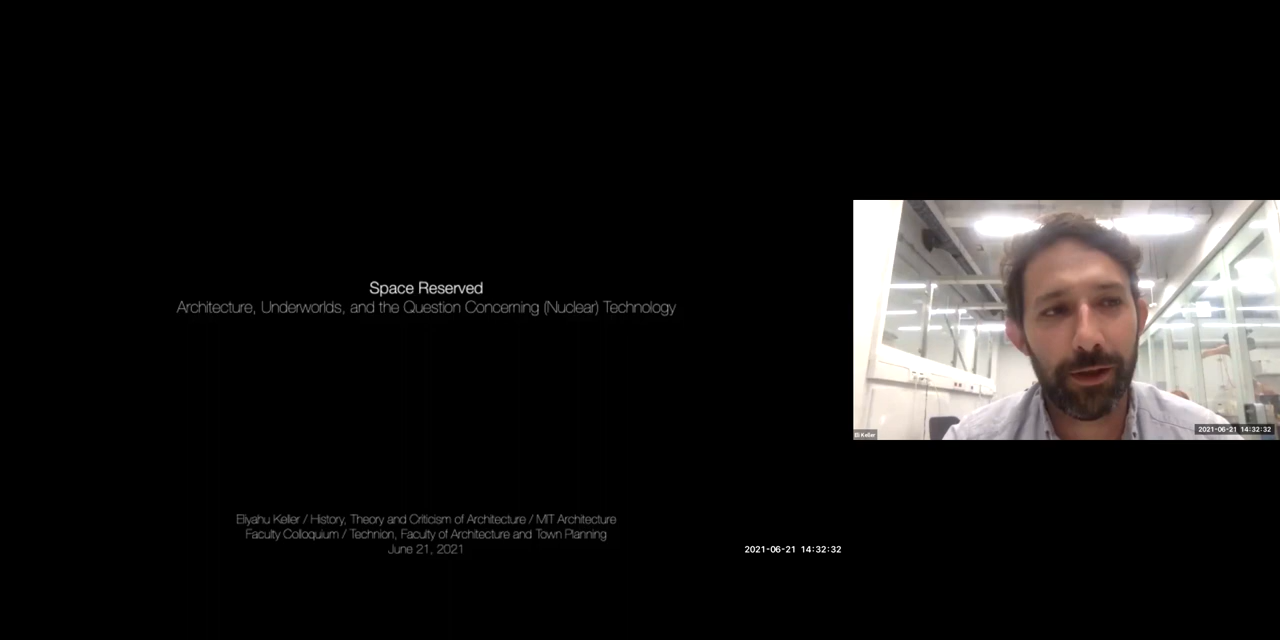 Space Reserved
Architecture, Underworlds, and the Question Concerning (Nuclear) Technology
Eliyahu Keller / History, Theory and Criticism of Architecture / MIT Architecture
Faculty Colloquium / Technion, Faculty of Architecture and Town Planning
June 21, 2021
2021-06-21 14:32:32
Eli Keller
2021-06-21 14:32:32